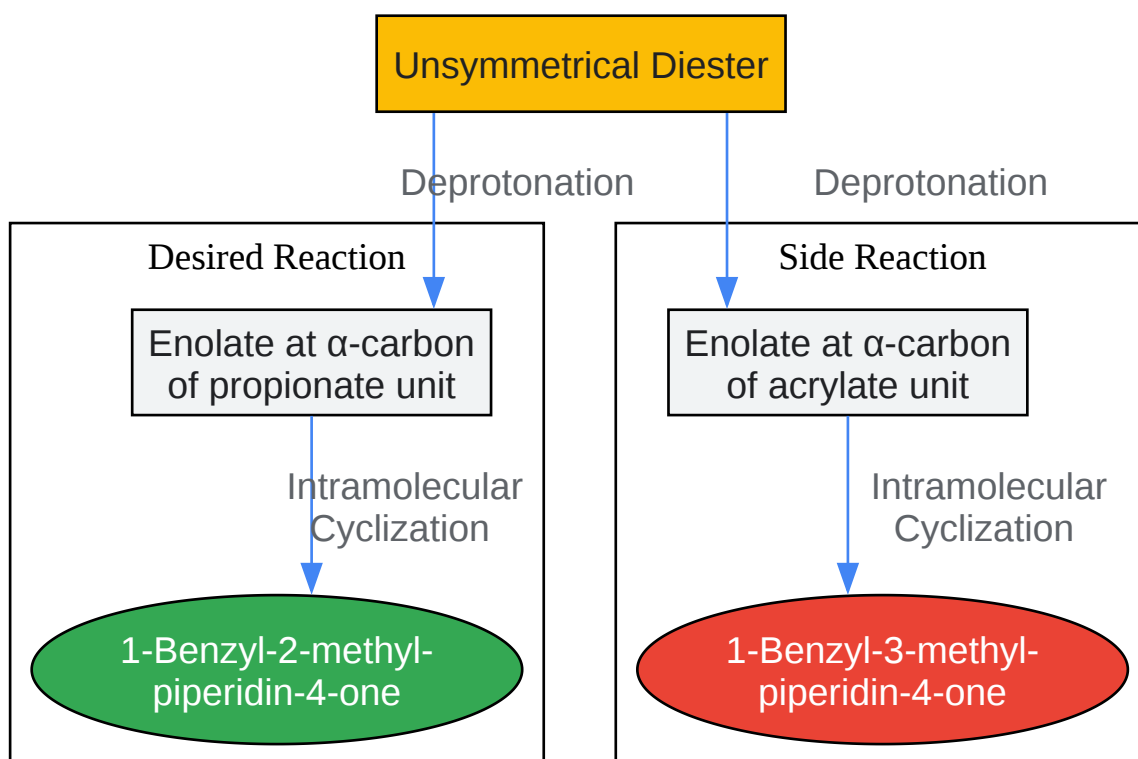 Unsymmetrical Diester
Deprotonation
Deprotonation
Desired Reaction
Enolate at α-carbon
of propionate unit
Intramolecular
Cyclization
1-Benzyl-2-methyl-
piperidin-4-one
Side Reaction
Enolate at α-carbon
of acrylate unit
Intramolecular
Cyclization
1-Benzyl-3-methyl-
piperidin-4-one